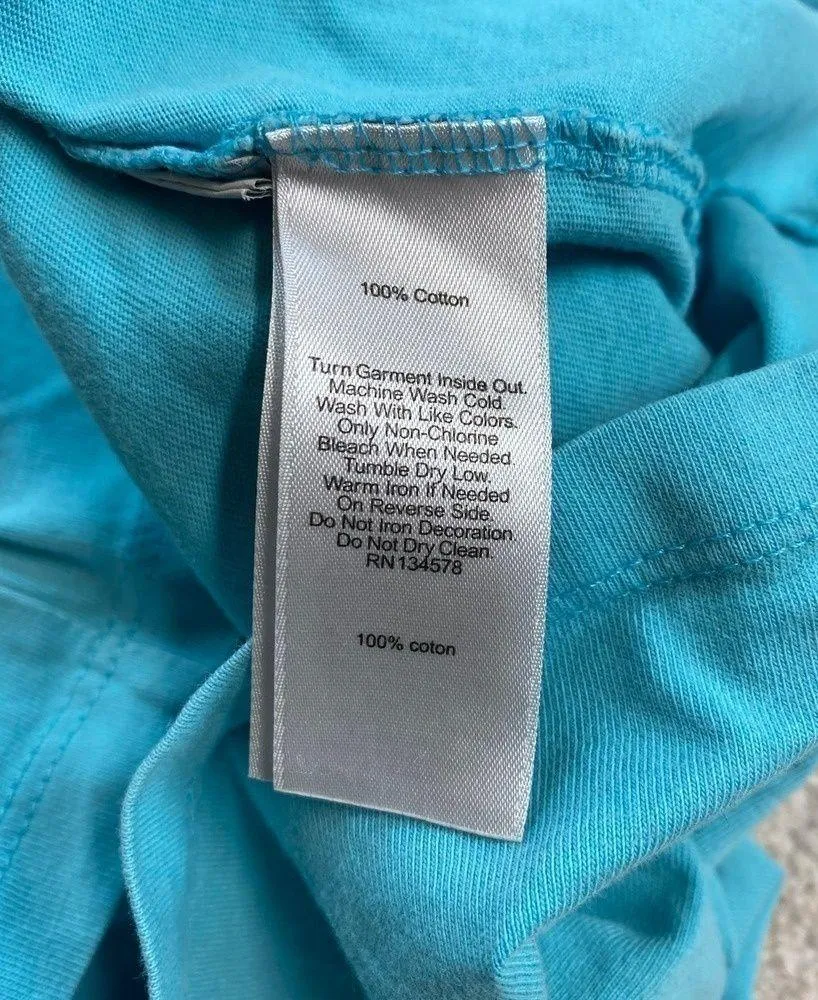 100% Cotton
Turn Garment Inside Out.
Machine Wash Cold.
Wash With Like Colors.
Only Non-Chlorine
Bleach When Needed.
Tumble Dry Low.
Warm Iron If Needed
On Reverse Side.
Do Not Iron Decoration.
Do Not Dry Clean.
RN134578
100% coton